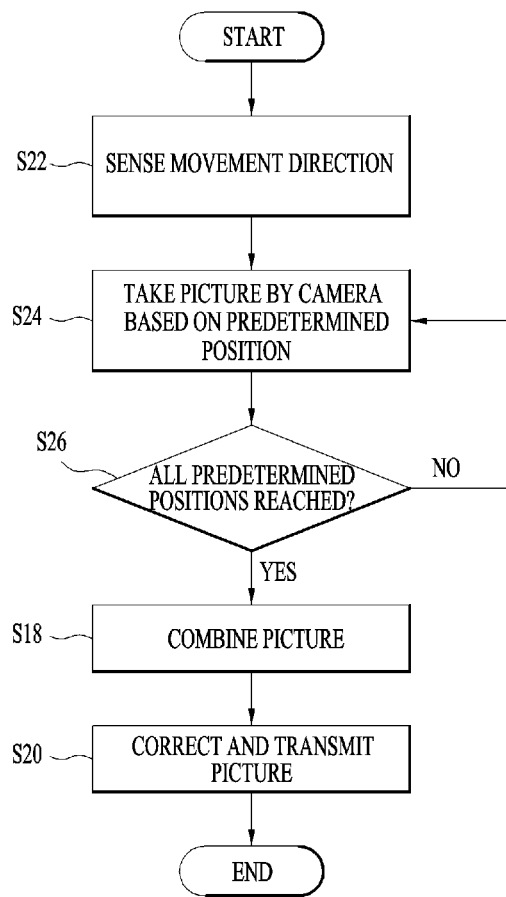 START
S22
SENSE MOVEMENT DIRECTION
S24
TAKE PICTURE BY CAMERA
BASED ON PREDETERMINED
POSITION
S26
ALL PREDETERMINED
POSITIONS REACHED?
NO
YES
S18
COMBINE PICTURE
S20
CORRECT AND TRANSMIT
PICTURE
END